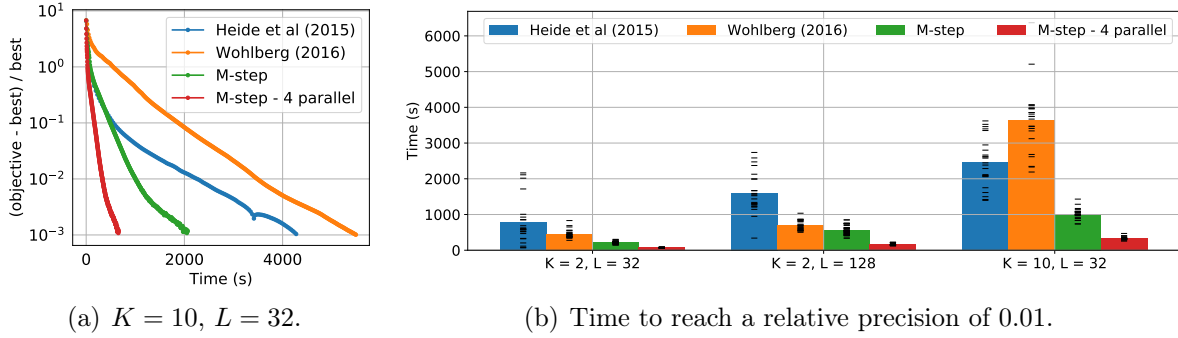 (objective - best) / best
10^1
10^0
10^{-1}
10^{-2}
10^{-3}
Heide et al (2015)
Wohlberg (2016)
M-step
M-step - 4 parallel
0
2000
4000
Time (s)
(a) K = 10, L = 32.
Time (s)
6000
5000
4000
3000
2000
1000
0
Heide et al (2015)
Wohlberg (2016)
M-step
M-step - 4 parallel
K = 2, L = 32
K = 2, L = 128
K = 10, L = 32
(b) Time to reach a relative precision of 0.01.